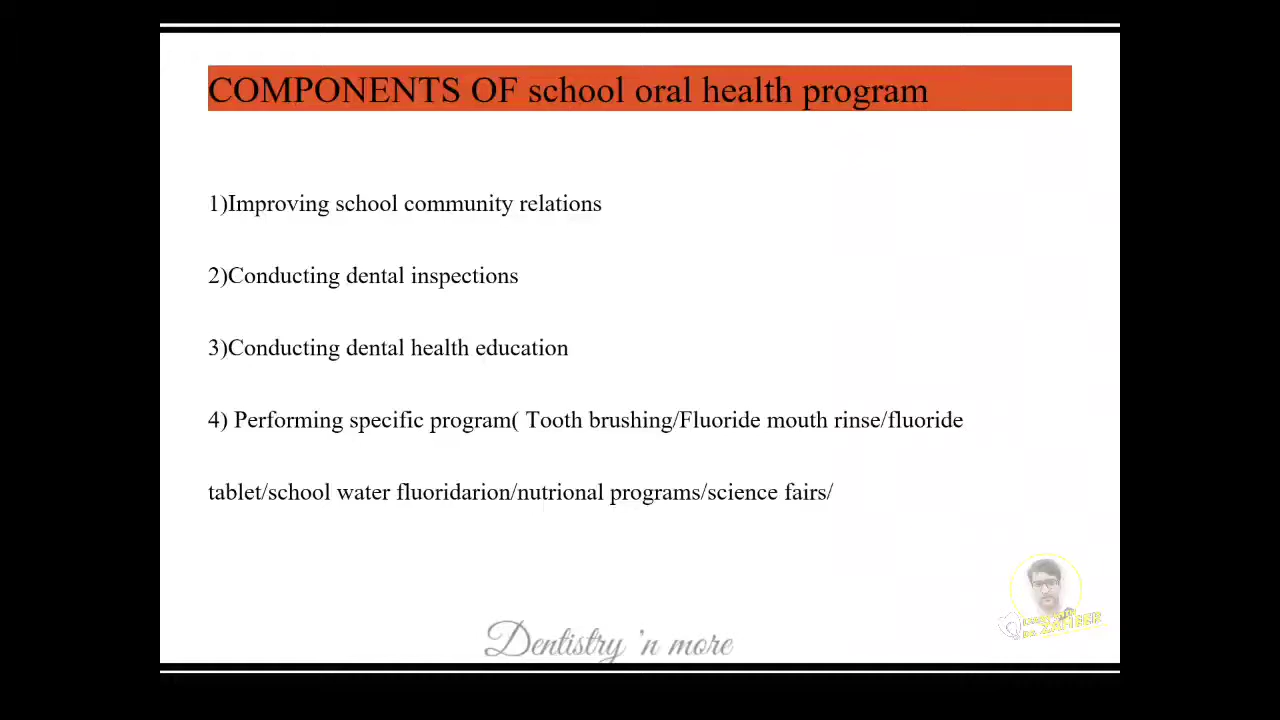 COMPONENTS OF school oral health program
1)Improving school community relations
2)Conducting dental inspections
3)Conducting dental health education
4) Performing specific program( Tooth brushing/Fluoride mouth rinse/fluoride
tablet/school water fluoridarion/nutrional programs/science fairs/
Dentistry 'n more